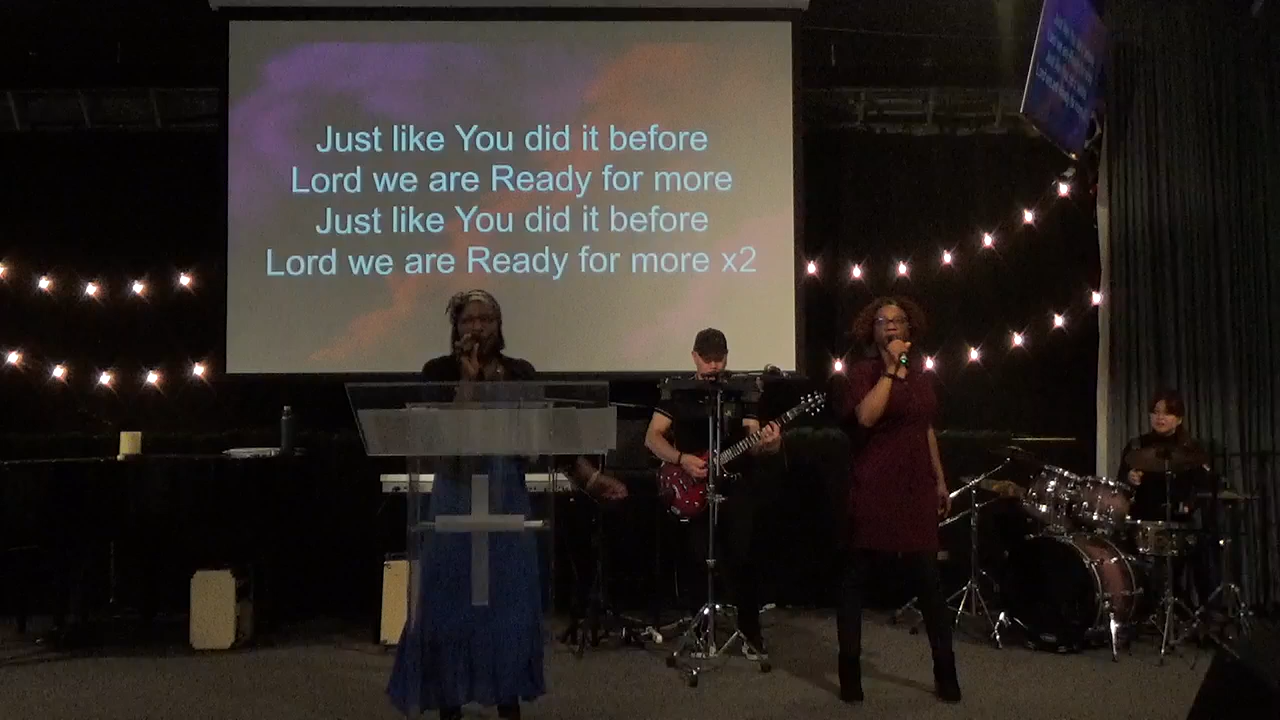 Just like You did it before
Lord we are Ready for more
Just like You did it before
Lord we are Ready for more x2